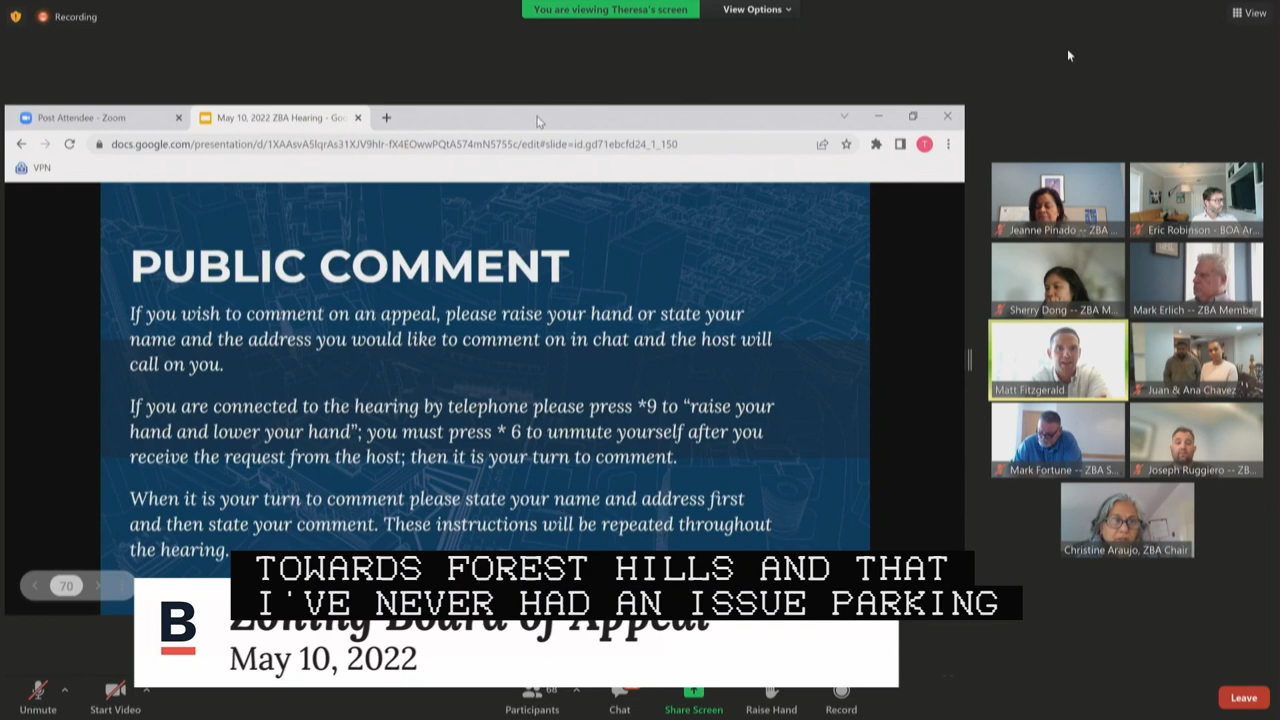 Recording
You are viewing Theresa's screen
View Options
View
Post Attendee - Zoom
May 10, 2022 ZBA Hearing - Goo
docs.google.com/presentation/d/1XAAsvA5lqrAs31XJV9hlr-fX4EOwwPQtA574mN5755c/edit#slide=id.gd71ebcfd24_1_150
T
VPN
PUBLIC COMMENT
If you wish to comment on an appeal, please raise your hand or state your
name and the address you would like to comment on in chat and the host will
call on you.
If you are connected to the hearing by telephone please press *9 to “raise your
hand and lower your hand”; you must press * 6 to unmute yourself after you
receive the request from the host; then it is your turn to comment.
When it is your turn to comment please state your name and address first
and then state your comment. These instructions will be repeated throughout
the hearing.
70
TOWARDS FOREST HILLS AND THAT
I'VE NEVER HAD AN ISSUE PARKING
B
Zoning Board of Appeal
May 10, 2022
Jeanne Pinado -- ZBA ...
Eric Robinson - BOA Ar...
Sherry Dong -- ZBA M...
Mark Erlich -- ZBA Member
Matt Fitzgerald
Juan & Ana Chavez
Mark Fortune -- ZBA S...
Joseph Ruggiero -- ZB...
Christine Araujo, ZBA Chair
Unmute
Start Video
Participants
68
Chat
Share Screen
Raise Hand
Record
Leave